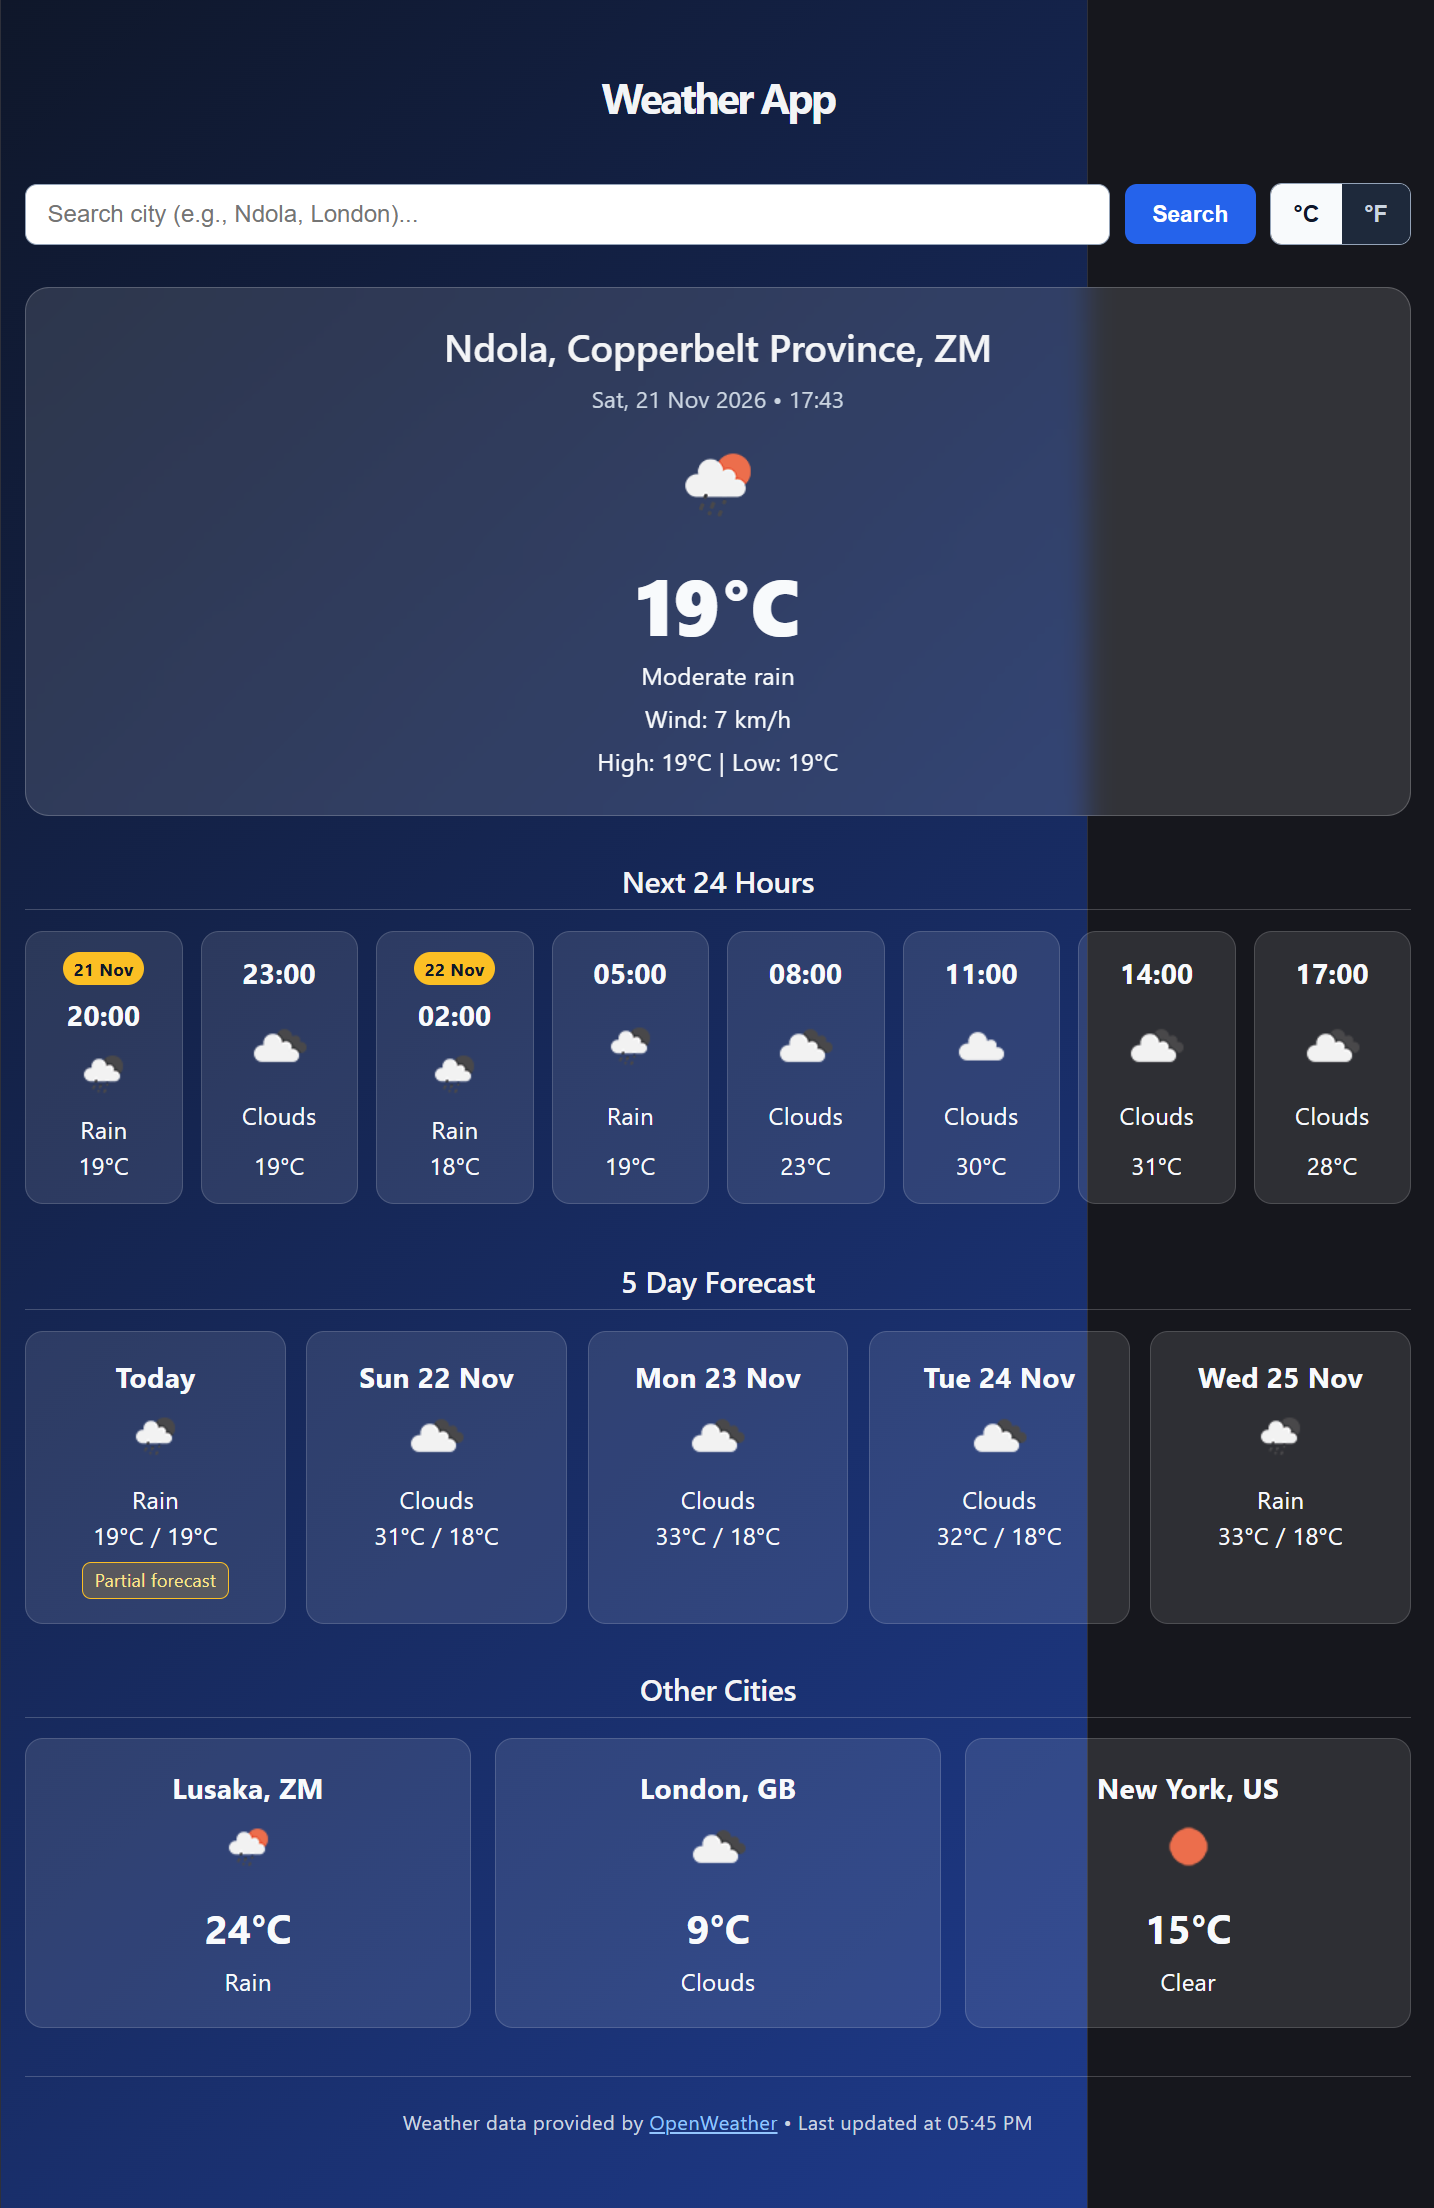 Weather App
Search city (e.g., Ndola, London)...
Search
°C
°F
Ndola, Copperbelt Province, ZM
Sat, 21 Nov 2026 • 17:43
19°C
Moderate rain
Wind: 7 km/h
High: 19°C | Low: 19°C
Next 24 Hours
21 Nov
20:00
Rain
19°C
23:00
Clouds
19°C
22 Nov
02:00
Rain
18°C
05:00
Rain
19°C
08:00
Clouds
23°C
11:00
Clouds
30°C
14:00
Clouds
31°C
17:00
Clouds
28°C
5 Day Forecast
Today
Rain
19°C / 19°C
Partial forecast
Sun 22 Nov
Clouds
31°C / 18°C
Mon 23 Nov
Clouds
33°C / 18°C
Tue 24 Nov
Clouds
32°C / 18°C
Wed 25 Nov
Rain
33°C / 18°C
Other Cities
Lusaka, ZM
24°C
Rain
London, GB
9°C
Clouds
New York, US
15°C
Clear
Weather data provided by OpenWeather • Last updated at 05:45 PM